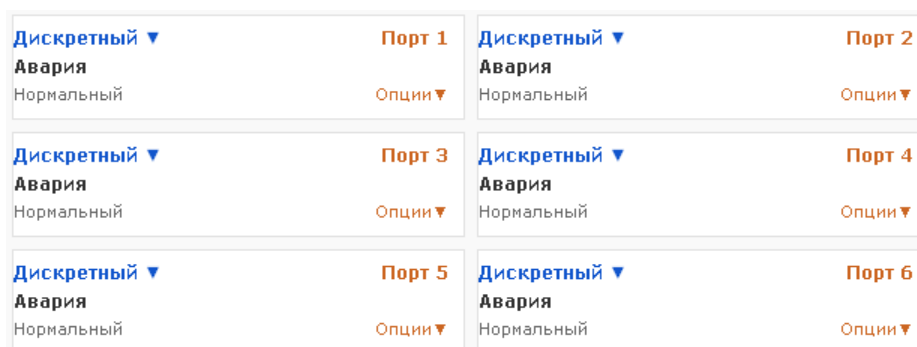 Дискретный ▼ Порт 1
Авария
Нормальный Опции▼
Дискретный ▼ Порт 2
Авария
Нормальный Опции▼
Дискретный ▼ Порт 3
Авария
Нормальный Опции▼
Дискретный ▼ Порт 4
Авария
Нормальный Опции▼
Дискретный ▼ Порт 5
Авария
Нормальный Опции▼
Дискретный ▼ Порт 6
Авария
Нормальный Опции▼